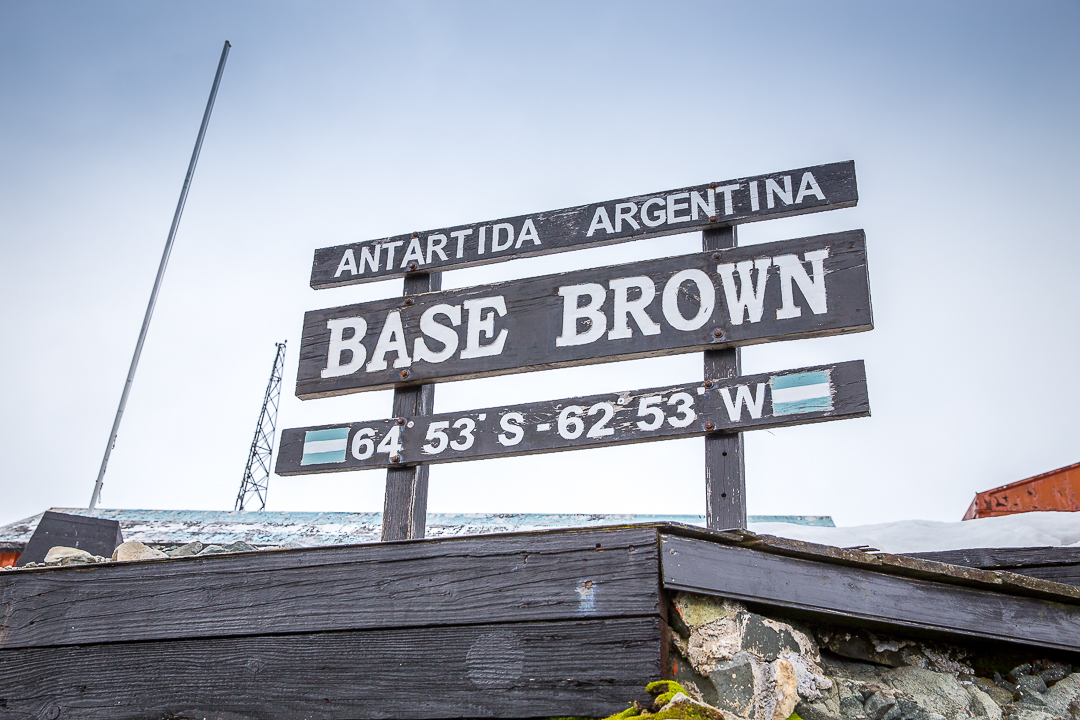 ANTARTIDA ARGENTINA
BASE BROWN
64° 53' S - 62° 53' W